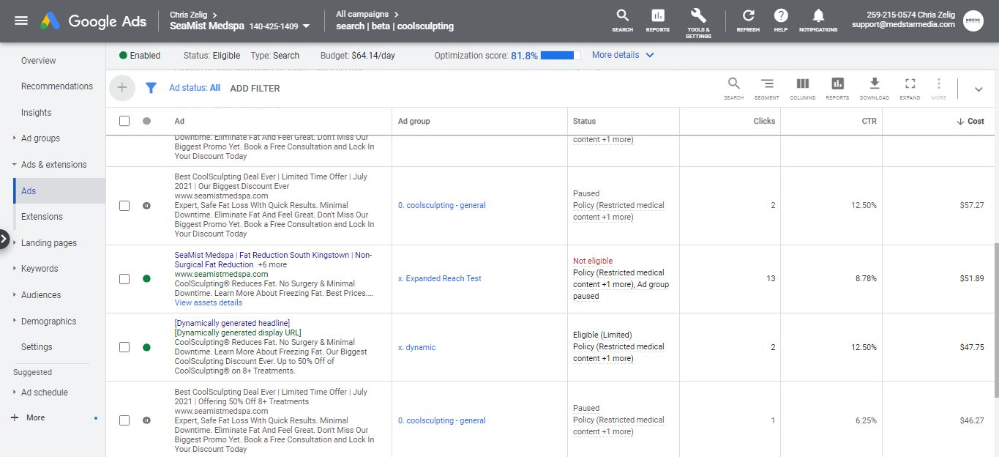 Google Ads
Chris Zelig
SeaMist Medspa 140-425-1409
All campaigns
search | beta | coolsculpting
SEARCH
REPORTS
TOOLS &
SETTINGS
REFRESH
HELP
NOTIFICATIONS
259-215-0574 Chris Zelig
support@medstarmedia.com
Enabled Status: Eligible Type: Search Budget: $64.14/day Optimization score: 81.8% More details
Overview
Recommendations
Insights
Ad groups
Ads & extensions
Ads
Extensions
Landing pages
Keywords
Audiences
Demographics
Settings
Suggested
Ad schedule
More
Ad status: All ADD FILTER
SEARCH SEGMENT COLUMNS REPORTS DOWNLOAD EXPAND MORE
Ad Ad group Status Clicks CTR Cost
Downtime. Eliminate Fat And Feel Great. Don't Miss Our
Biggest Promo Yet. Book a Free Consultation and Lock In
Your Discount Today
content +1 more)
Best CoolSculpting Deal Ever | Limited Time Offer | July
2021 | Our Biggest Discount Ever
www.seamistmedspa.com
Expert, Safe Fat Loss With Quick Results. Minimal
Downtime. Eliminate Fat And Feel Great. Don't Miss Our
Biggest Promo Yet. Book a Free Consultation and Lock In
Your Discount Today
0. coolsculpting - general
Paused
Policy (Restricted medical
content +1 more)
2 12.50% $57.27
SeaMist Medspa | Fat Reduction South Kingstown | Non-
Surgical Fat Reduction +6 more
www.seamistmedspa.com
CoolSculpting® Reduces Fat. No Surgery & Minimal
Downtime. Learn More About Freezing Fat. Best Prices....
View assets details
x. Expanded Reach Test
Not eligible
Policy (Restricted medical
content +1 more), Ad group
paused
13 8.78% $51.89
[Dynamically generated headline]
[Dynamically generated display URL]
CoolSculpting® Reduces Fat. No Surgery & Minimal
Downtime. Learn More About Freezing Fat. Our Biggest
CoolSculpting Discount Ever. Up to 50% Off of
CoolSculpting® on 8+ Treatments.
x. dynamic
Eligible (Limited)
Policy (Restricted medical
content +1 more)
2 12.50% $47.75
Best CoolSculpting Deal Ever | Limited Time Offer | July
2021 | Offering 50% Off 8+ Treatments
www.seamistmedspa.com
Expert, Safe Fat Loss With Quick Results. Minimal
Downtime. Eliminate Fat And Feel Great. Don't Miss Our
Biggest Promo Yet. Book a Free Consultation and Lock In
Your Discount Today
0. coolsculpting - general
Paused
Policy (Restricted medical
content +1 more)
1 6.25% $46.27